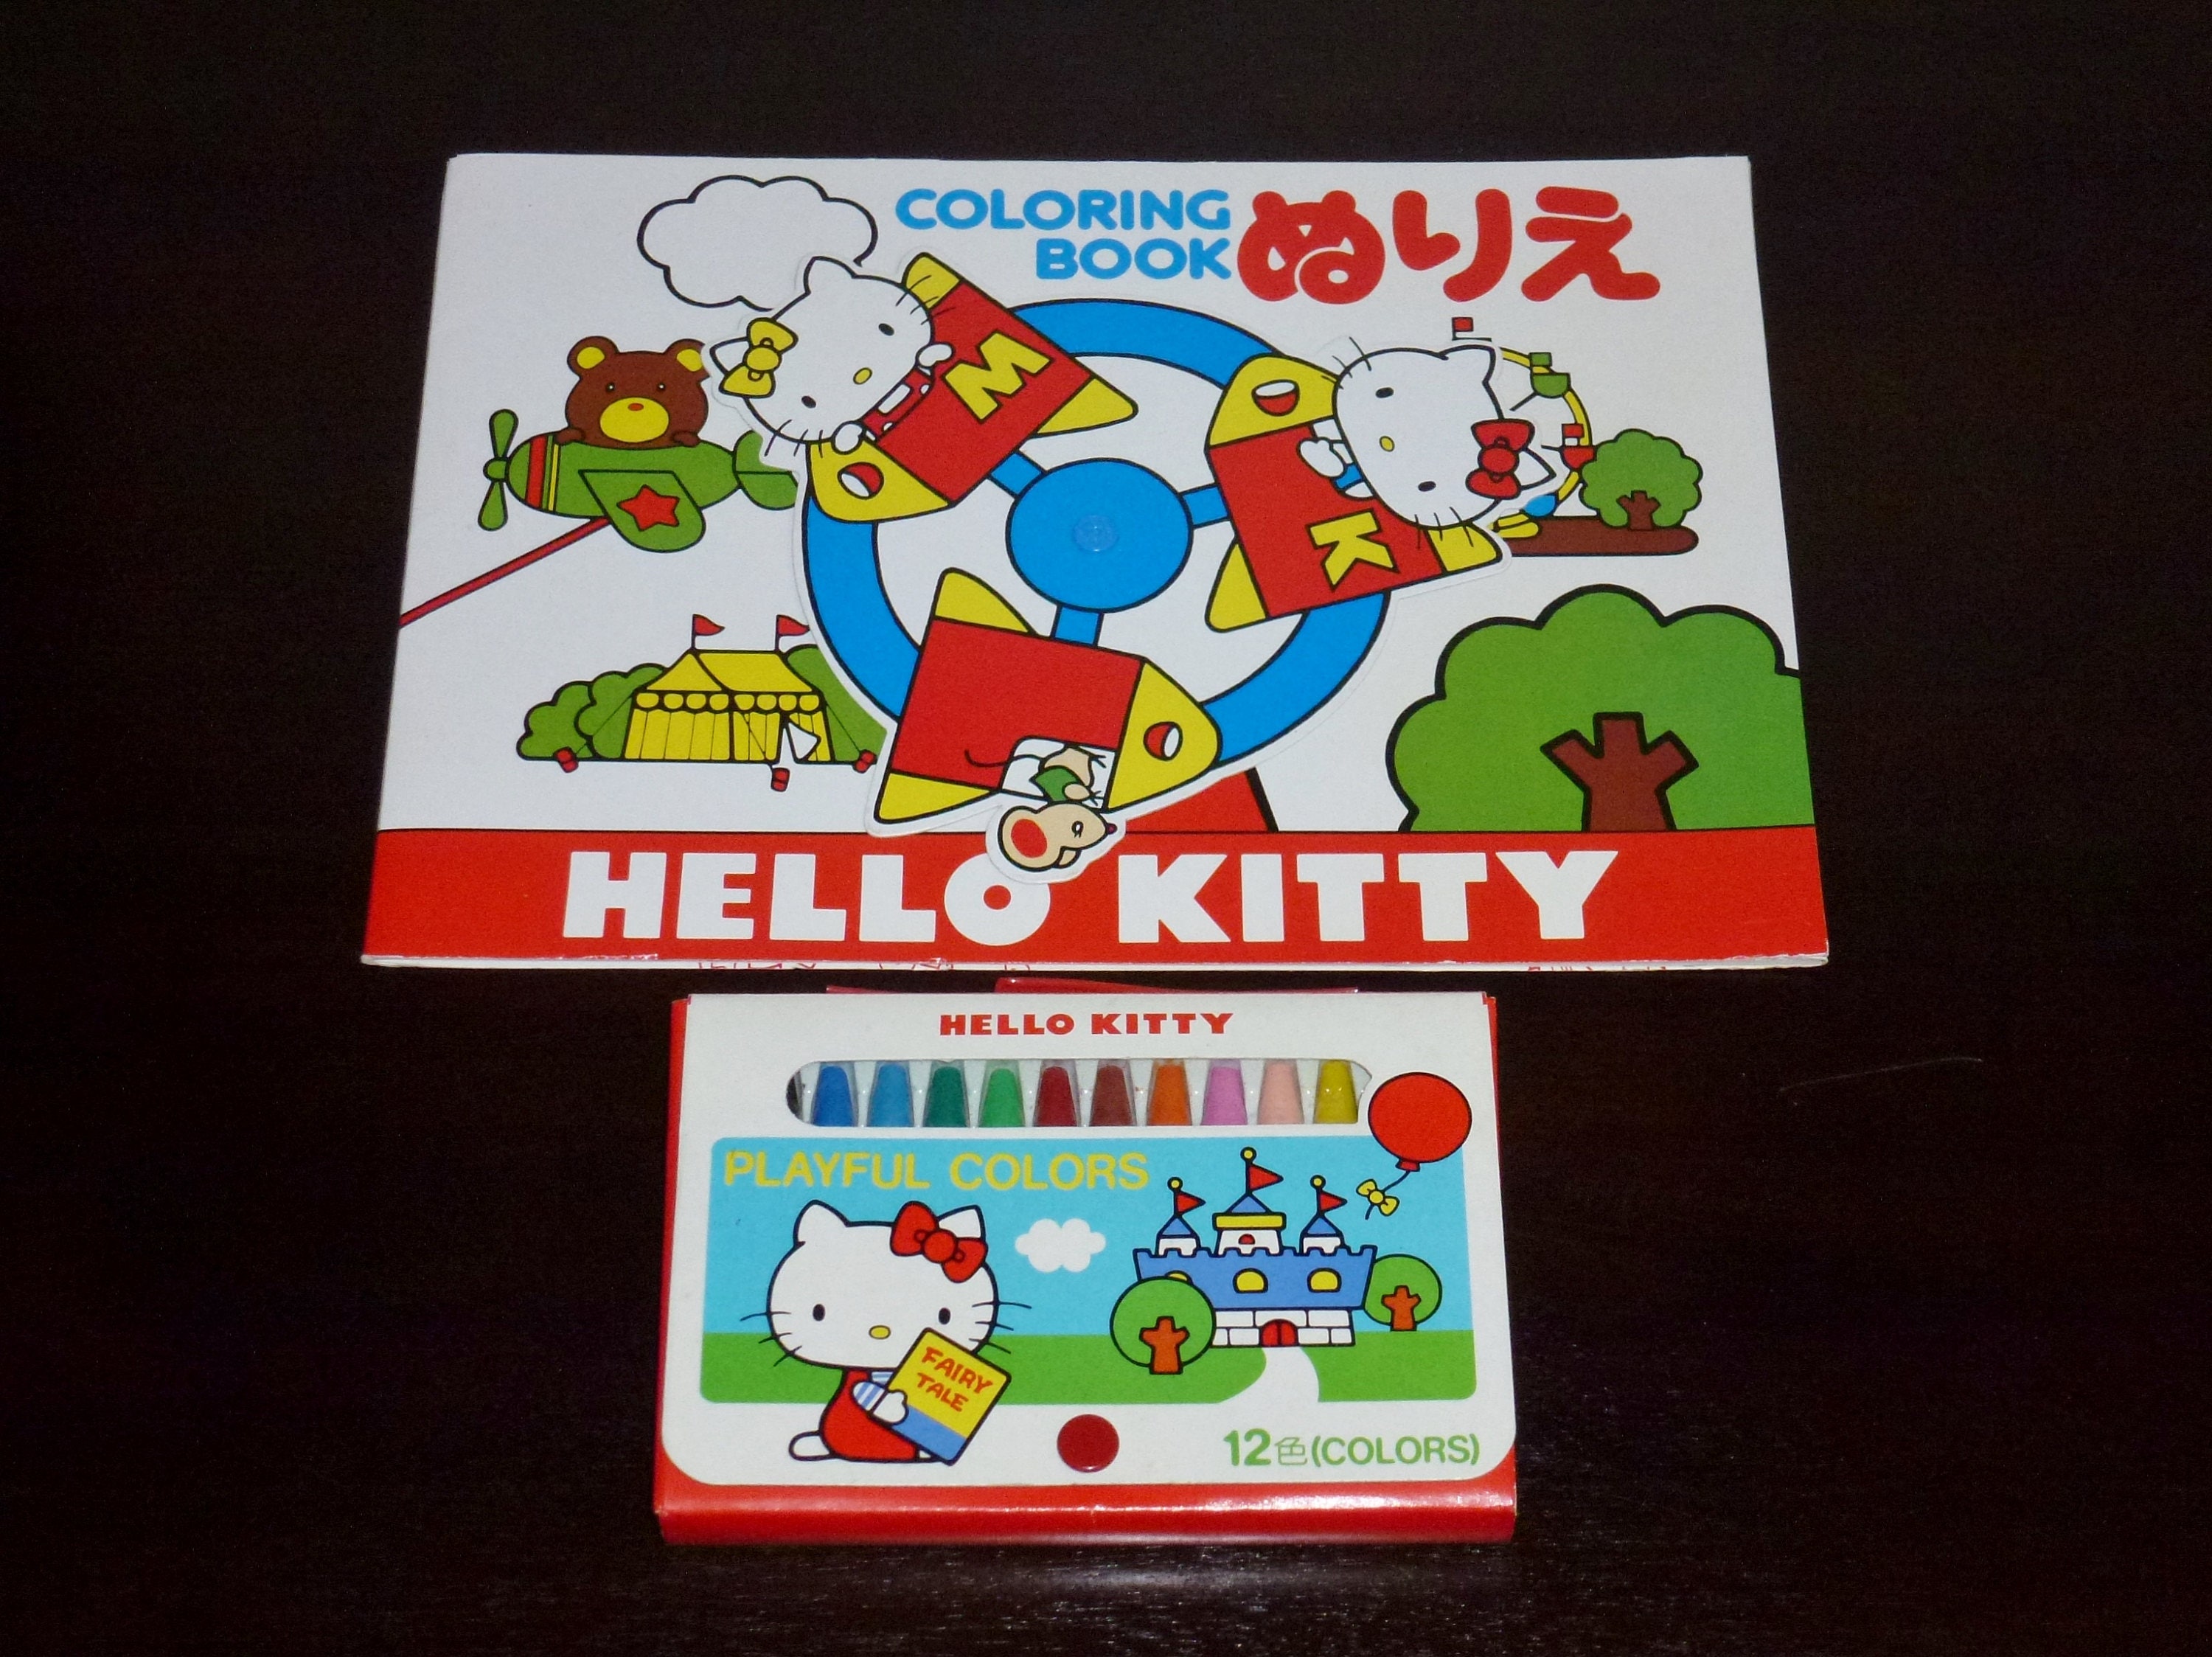 COLORING
BOOK
ぬりえ
M
K
HELLO KITTY
HELLO KITTY
PLAYFUL COLORS
FAIRY
TALE
12色(COLORS)